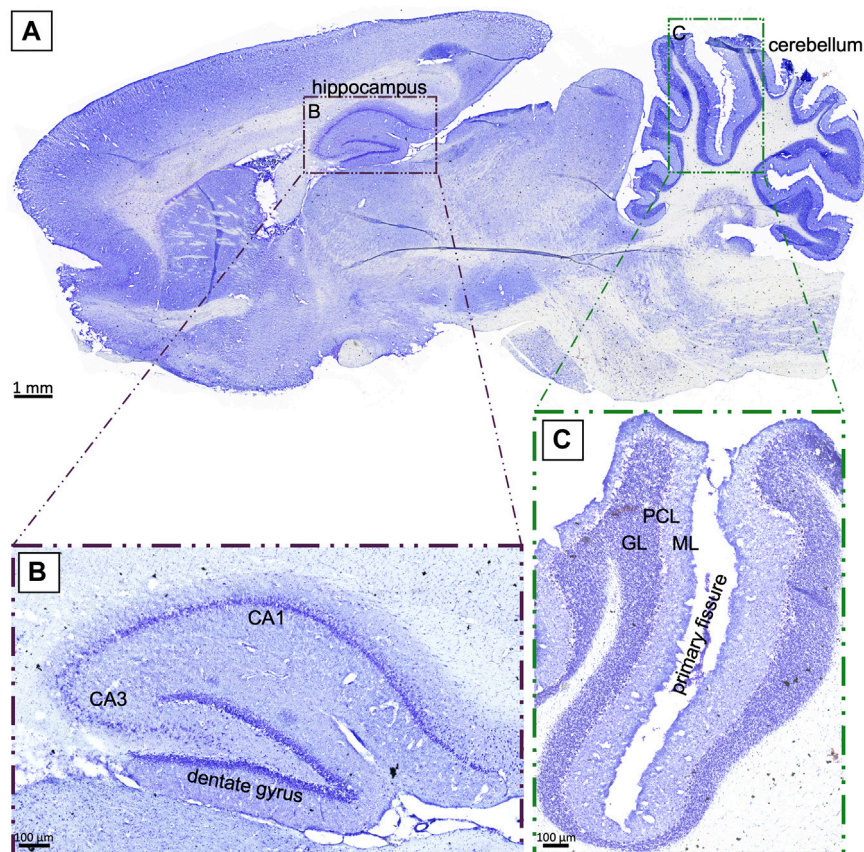 A
C
cerebellum
hippocampus
B
1 mm
C
PCL
GL
ML
primary fissure
B
CA1
CA3
dentate gyrus
100 µm
100 µm